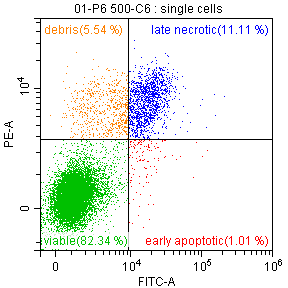 01-P6 500-C6 : single cells
debris(5.54 %) late necrotic(11.11 %)
PE-A
10^4
0
viable(82.34 %) early apoptotic(1.01 %)
0 10^4 10^5 10^6
FITC-A